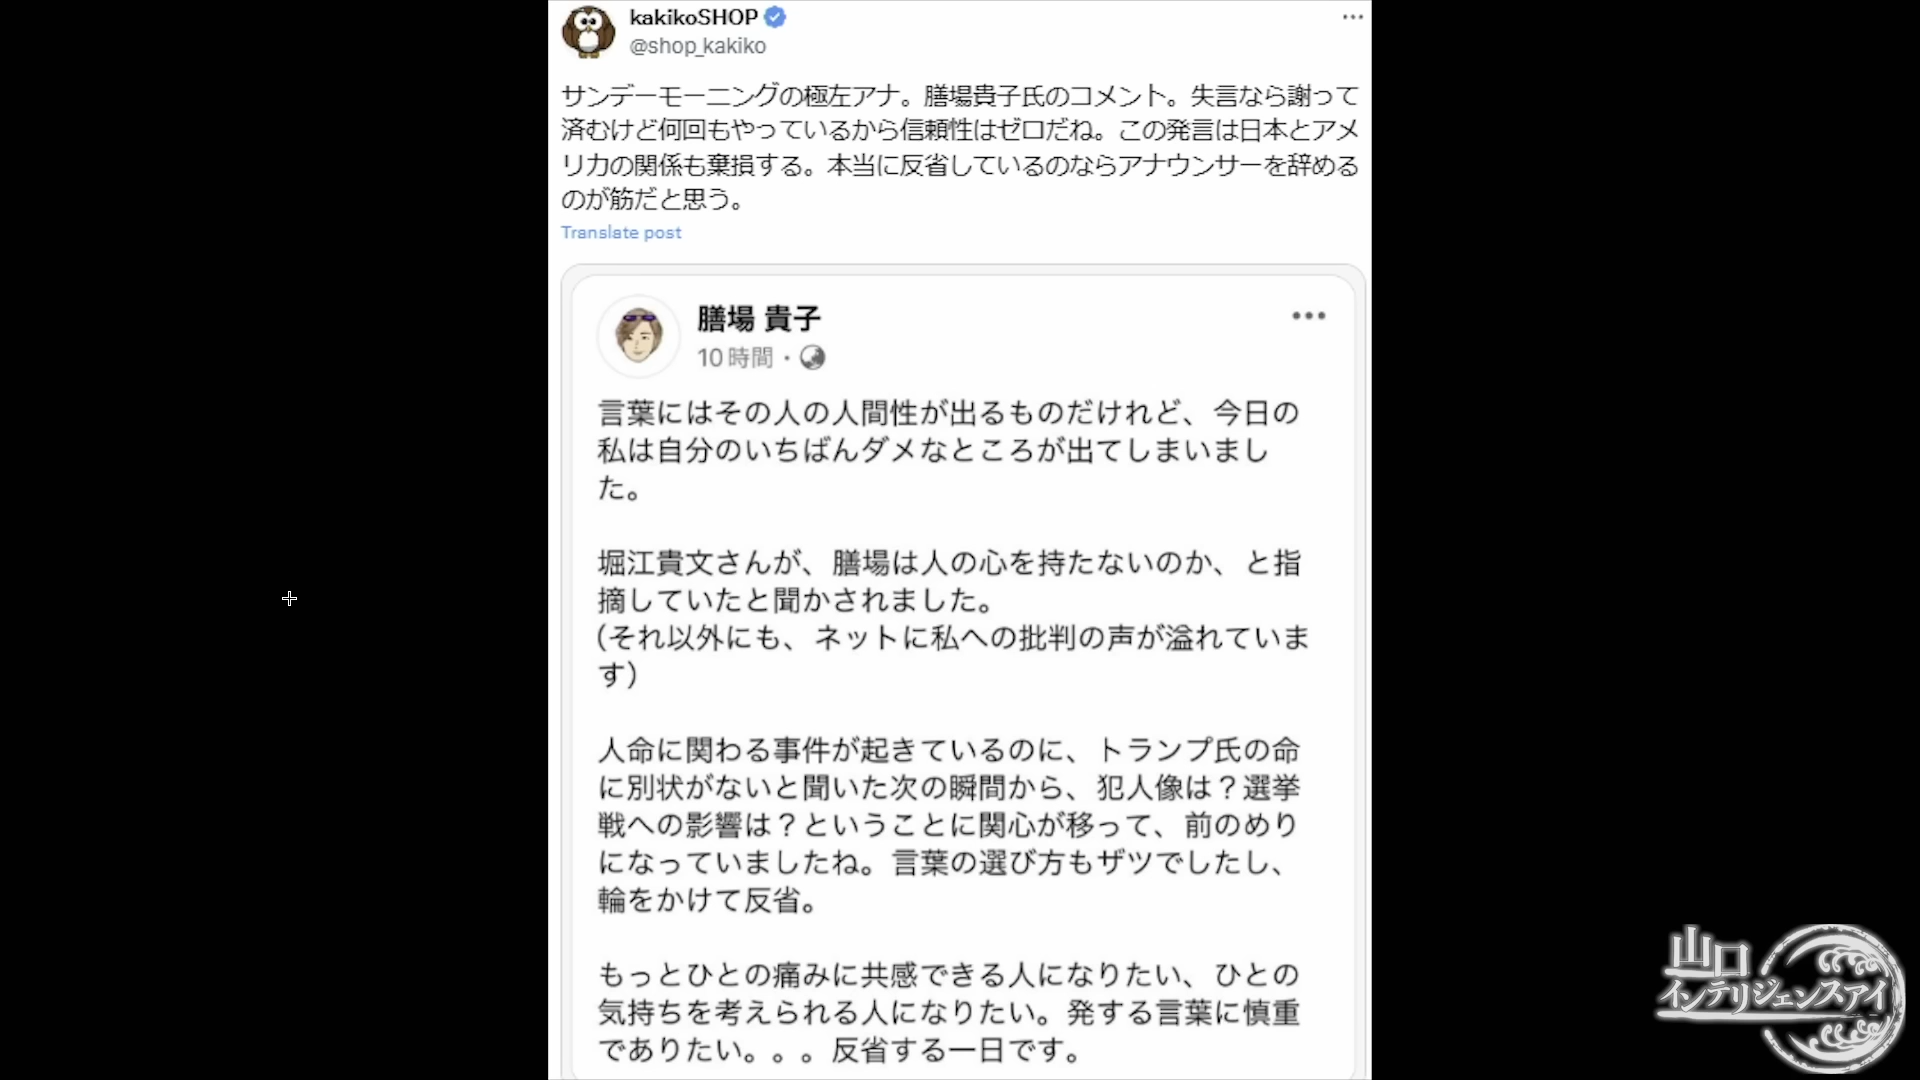 kakikoSHOP
@shop_kakiko
サンデーモーニングの極左アナ。膳場貴子氏のコメント。失言なら謝って
済むけど何回もやっているから信頼性はゼロだね。この発言は日本とアメ
リカの関係も棄損する。本当に反省しているのならアナウンサーを辞める
のが筋だと思う。
Translate post
膳場 貴子
10時間・
言葉にはその人の人間性が出るものだけれど、今日の
私は自分のいちばんダメなところが出てしまいまし
た。
堀江貴文さんが、膳場は人の心を持たないのか、と指
摘していたと聞かされました。
(それ以外にも、ネットに私への批判の声が溢れていま
す)
人命に関わる事件が起きているのに、トランプ氏の命
に別状がないと聞いた次の瞬間から、犯人像は？選挙
戦への影響は？ということに関心が移って、前のめり
になっていましたね。言葉の選び方もザツでしたし、
輪をかけて反省。
もっとひとの痛みに共感できる人になりたい、ひとの
気持ちを考えられる人になりたい。発する言葉に慎重
でありたい。。。反省する一日です。
山口
インテリジェンスアイ